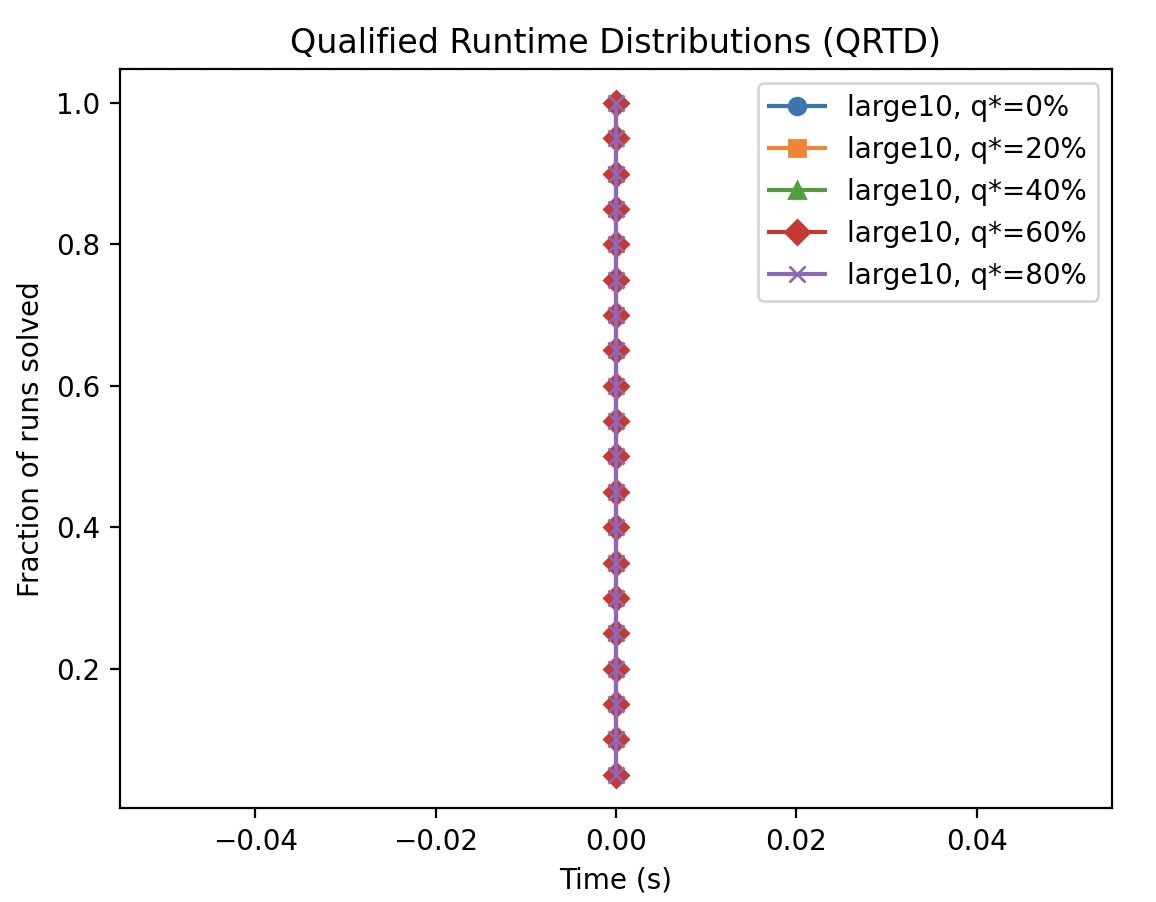 Qualified Runtime Distributions (QRTD)
Fraction of runs solved
1.0
0.8
0.6
0.4
0.2
large10, q*=0%
large10, q*=20%
large10, q*=40%
large10, q*=60%
large10, q*=80%
−0.04 −0.02 0.00 0.02 0.04
Time (s)